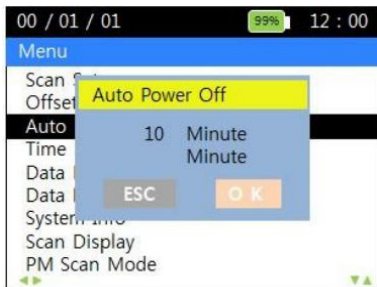 00 / 01 / 01 99% 12 : 00
Menu
Scan
Offset
Auto Power Off
Auto
10 Minute
Time
Minute
Data
Data
ESC O K
System Info
Scan Display
PM Scan Mode